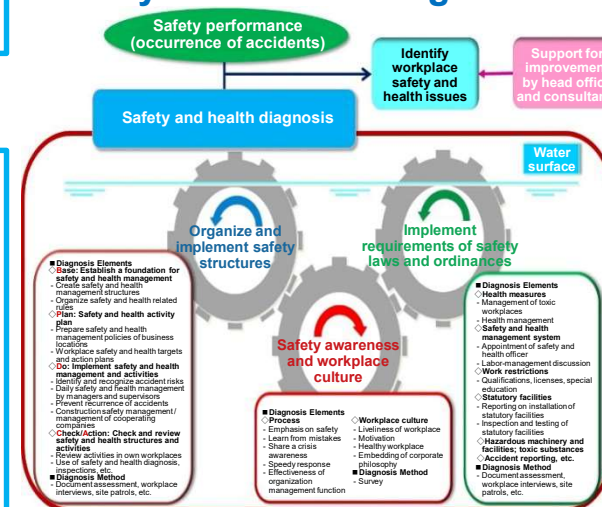 Safety performance
(occurrence of accidents)
Identify
workplace
safety and
health issues
Support for
improvement
by head office
and
Safety and health diagnosis
Water
surface
Organize and
implement safety
structures
Implement
requirements of safety
laws and ordinances
Safety awareness
and workplace
culture
■ Diagnosis Elements
◇Base: Establish a foundation for
safety and health management
- Create safety and health
management structures
- Organize safety and health related
rules
◇Plan: Safety and health activity
plan
- Prepare safety and health
management policies of business
locations
- Workplace safety and health targets
and action plans
◇Do: Implement safety and health
management and activities
- Identify and recognize accident risks
- Daily safety and health management
by managers and supervisors
- Prevent recurrence of accidents
- Construction safety management /
management of cooperating
companies
◇Check/Action: Check and review
safety and health structures and
activities
- Review activities in own workplaces
- Use of safety and health diagnosis,
inspections, etc.
■ Diagnosis Method
- Document assessment, workplace
interviews, site patrols, etc.
■ Diagnosis Elements
◇Process
- Emphasis on safety
- Learn from mistakes
- Share a crisis
awareness
- Speedy response
- Effectiveness of
organization
management function
◇Workplace culture
- Liveliness of workplace
- Motivation
- Healthy workplace
- Embedding of corporate
philosophy
■ Diagnosis Method
- Survey
■ Diagnosis Elements
◇Health measures
- Management of toxic
workplaces
- Health management
◇Safety and health
management system
- Appointment of safety and
health officer
- Labor-management discussion
◇Work restrictions
- Qualifications, licenses, special
education
◇Statutory facilities
- Reporting on installation of
statutory facilities
- Inspection and testing of
statutory facilities
◇Hazardous machinery and
facilities; toxic substances
◇Accident reporting, etc.
■ Diagnosis Method
- Document assessment,
workplace interviews, site
patrols, etc.